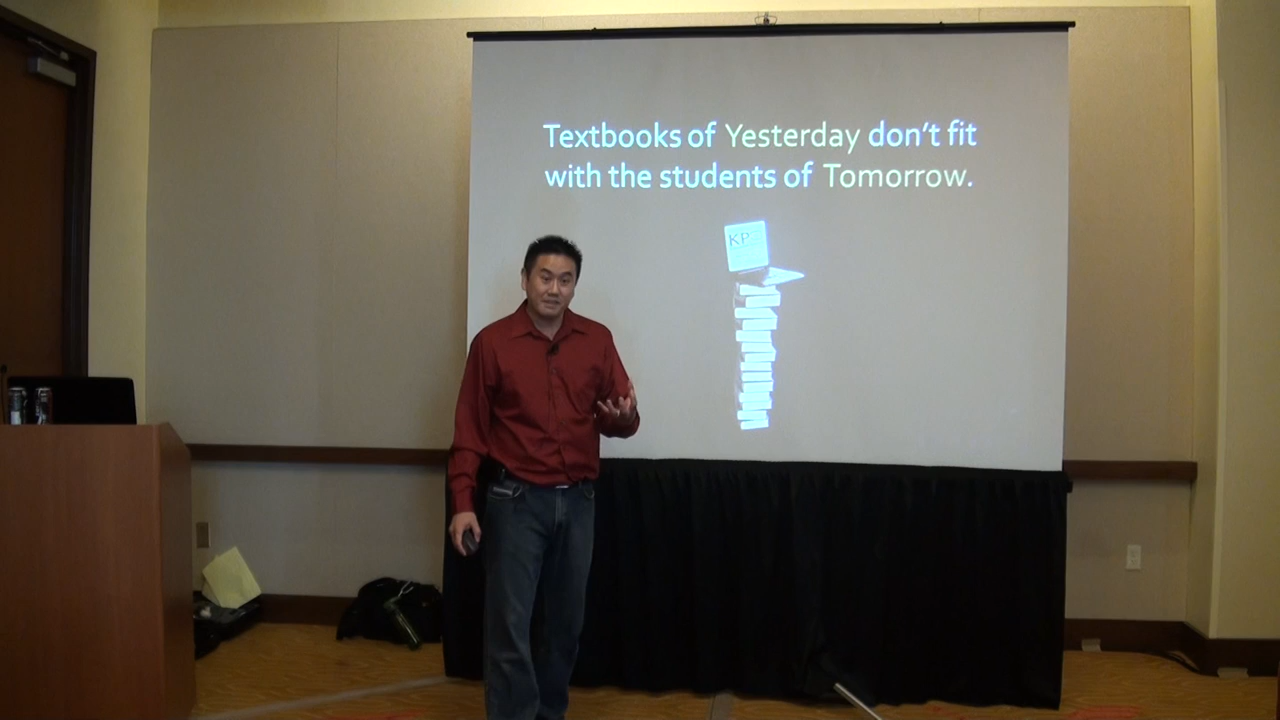 Textbooks of Yesterday don't fit
with the students of Tomorrow.